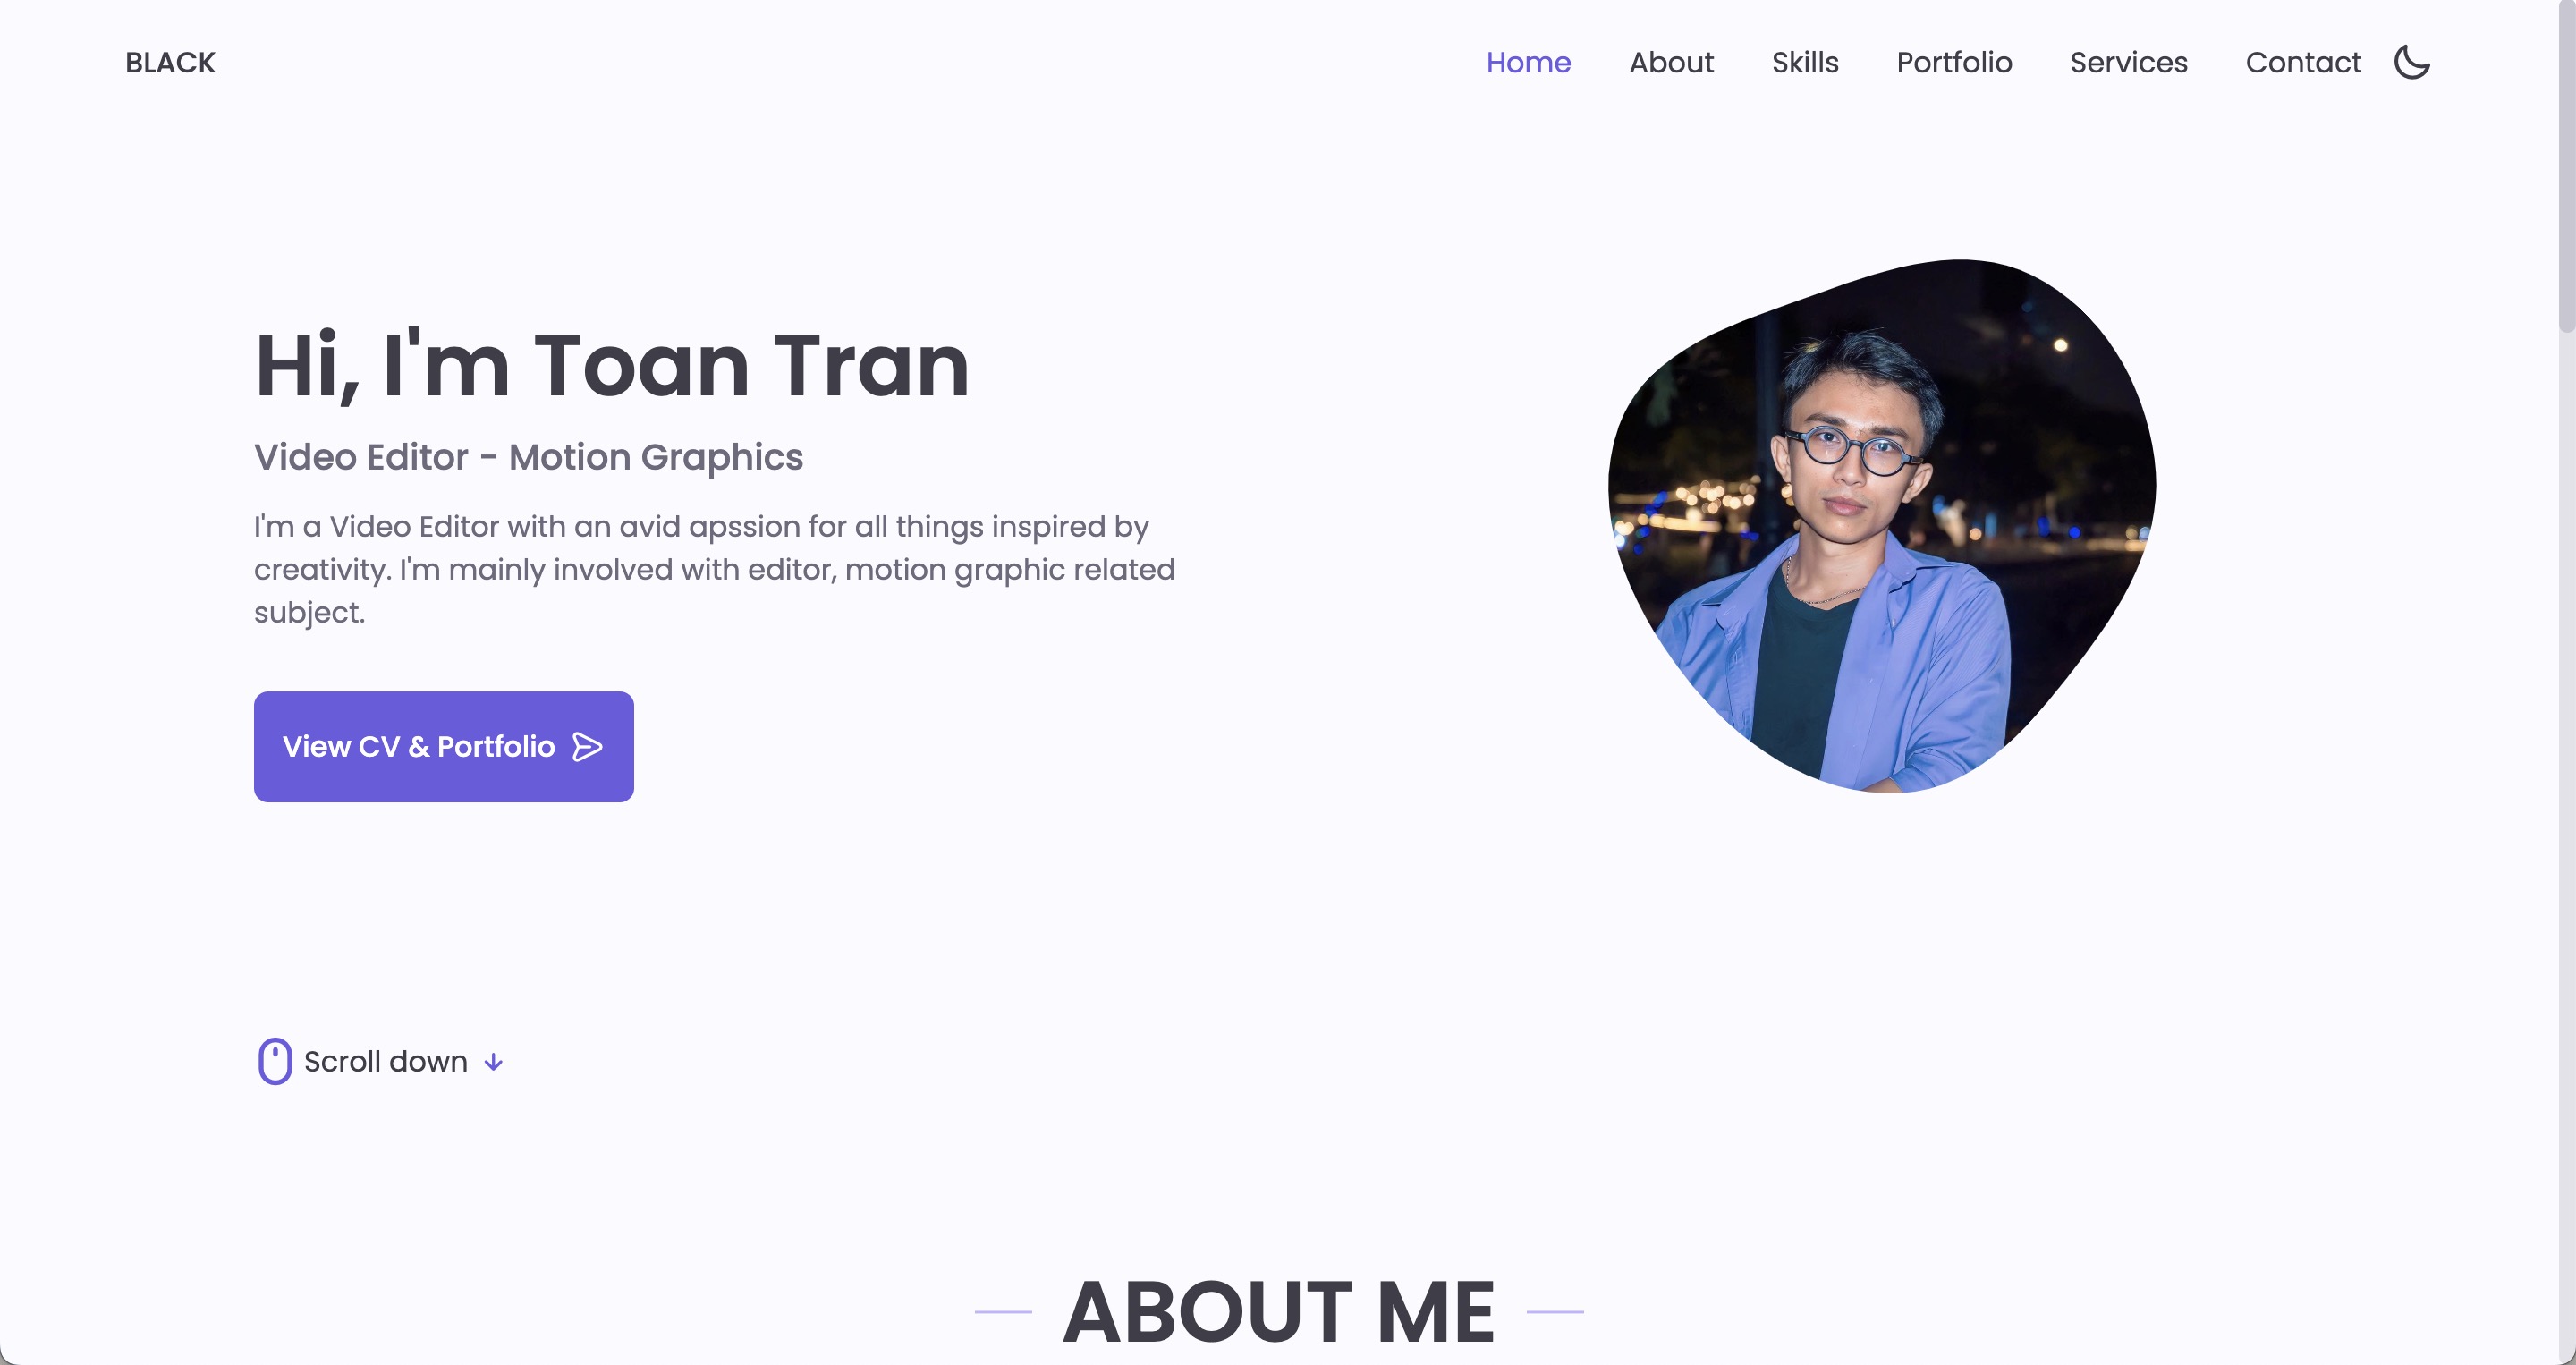 BLACK
Home About Skills Portfolio Services Contact
Hi, I'm Toan Tran
Video Editor - Motion Graphics
I'm a Video Editor with an avid apssion for all things inspired by
creativity. I'm mainly involved with editor, motion graphic related
subject.
View CV & Portfolio
Scroll down
ABOUT ME